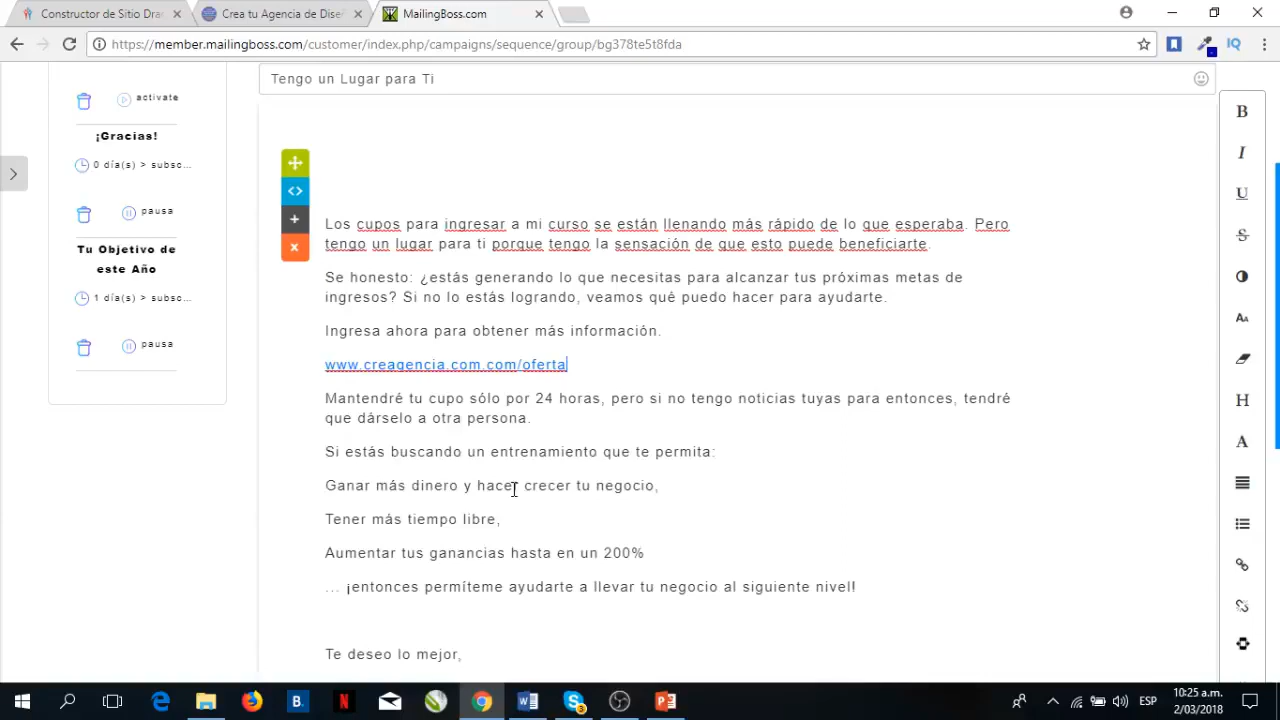 Constructor de Sitio Dra
Crea tu Agencia de Dise
MailingBoss.com
https://member.mailingboss.com/customer/index.php/campaigns/sequence/group/bg378te5t8fda
Tengo un Lugar para Ti
activate
¡Gracias!
0 día(s) > subsc...
pausa
Tu Objetivo de
este Año
1 día(s) > subsc...
pausa
Los cupos para ingresar a mi curso se están llenando más rápido de lo que esperaba. Pero
tengo un lugar para ti porque tengo la sensación de que esto puede beneficiarte.
Se honesto: ¿estás generando lo que necesitas para alcanzar tus próximas metas de
ingresos? Si no lo estás logrando, veamos qué puedo hacer para ayudarte.
Ingresa ahora para obtener más información.
www.creagencia.com.com/oferta
Mantendré tu cupo sólo por 24 horas, pero si no tengo noticias tuyas para entonces, tendré
que dárselo a otra persona.
Si estás buscando un entrenamiento que te permita:
Ganar más dinero y hacer crecer tu negocio,
Tener más tiempo libre,
Aumentar tus ganancias hasta en un 200%
... ¡entonces permíteme ayudarte a llevar tu negocio al siguiente nivel!
Te deseo lo mejor,
ESP
10:25 a.m.
2/03/2018